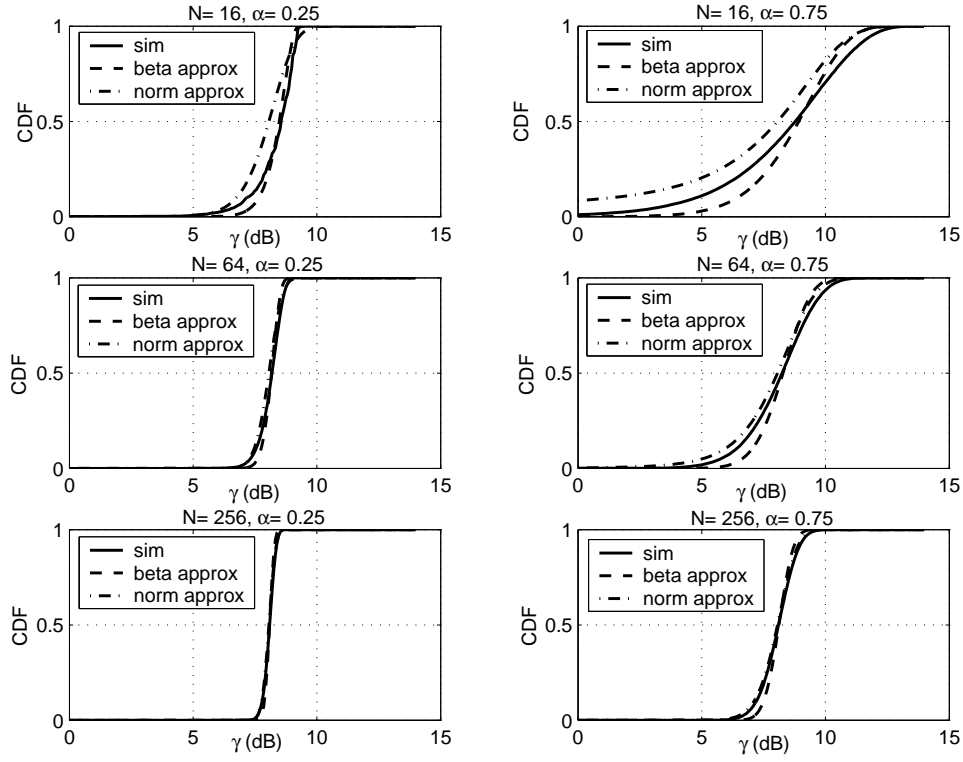 N= 16, α= 0.25
1
0.5
0
CDF
sim
beta approx
norm approx
0
5
10
15
γ (dB)
N= 16, α= 0.75
1
0.5
0
CDF
sim
beta approx
norm approx
0
5
10
15
γ (dB)
N= 64, α= 0.25
1
0.5
0
CDF
sim
beta approx
norm approx
0
5
10
15
γ (dB)
N= 64, α= 0.75
1
0.5
0
CDF
sim
beta approx
norm approx
0
5
10
15
γ (dB)
N= 256, α= 0.25
1
0.5
0
CDF
sim
beta approx
norm approx
0
5
10
15
γ (dB)
N= 256, α= 0.75
1
0.5
0
CDF
sim
beta approx
norm approx
0
5
10
15
γ (dB)